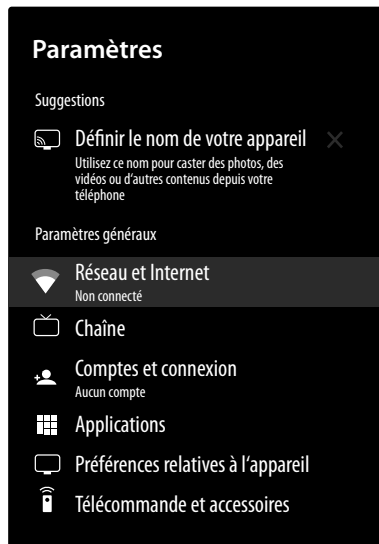 Paramètres
Suggestions
Définir le nom de votre appareil
Utilisez ce nom pour caster des photos, des
vidéos ou d'autres contenus depuis votre
téléphone
Paramètres généraux
Réseau et Internet
Non connecté
Chaîne
Comptes et connexion
Aucun compte
Applications
Préférences relatives à l'appareil
Télécommande et accessoires